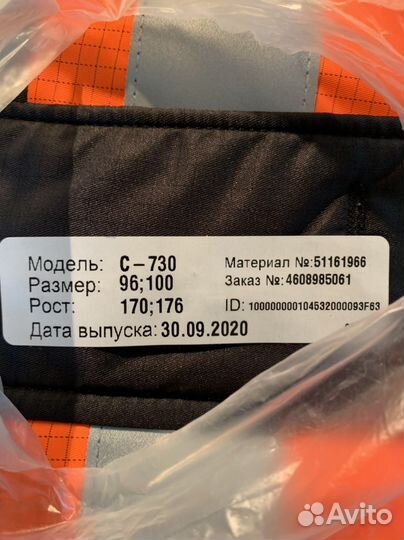 Модель: С-730
Размер: 96;100
Рост: 170;176
Дата выпуска: 30.09.2020
Материал №:51161966
Заказ №:4608985061
ID: 100000000104532000093F63
Avito